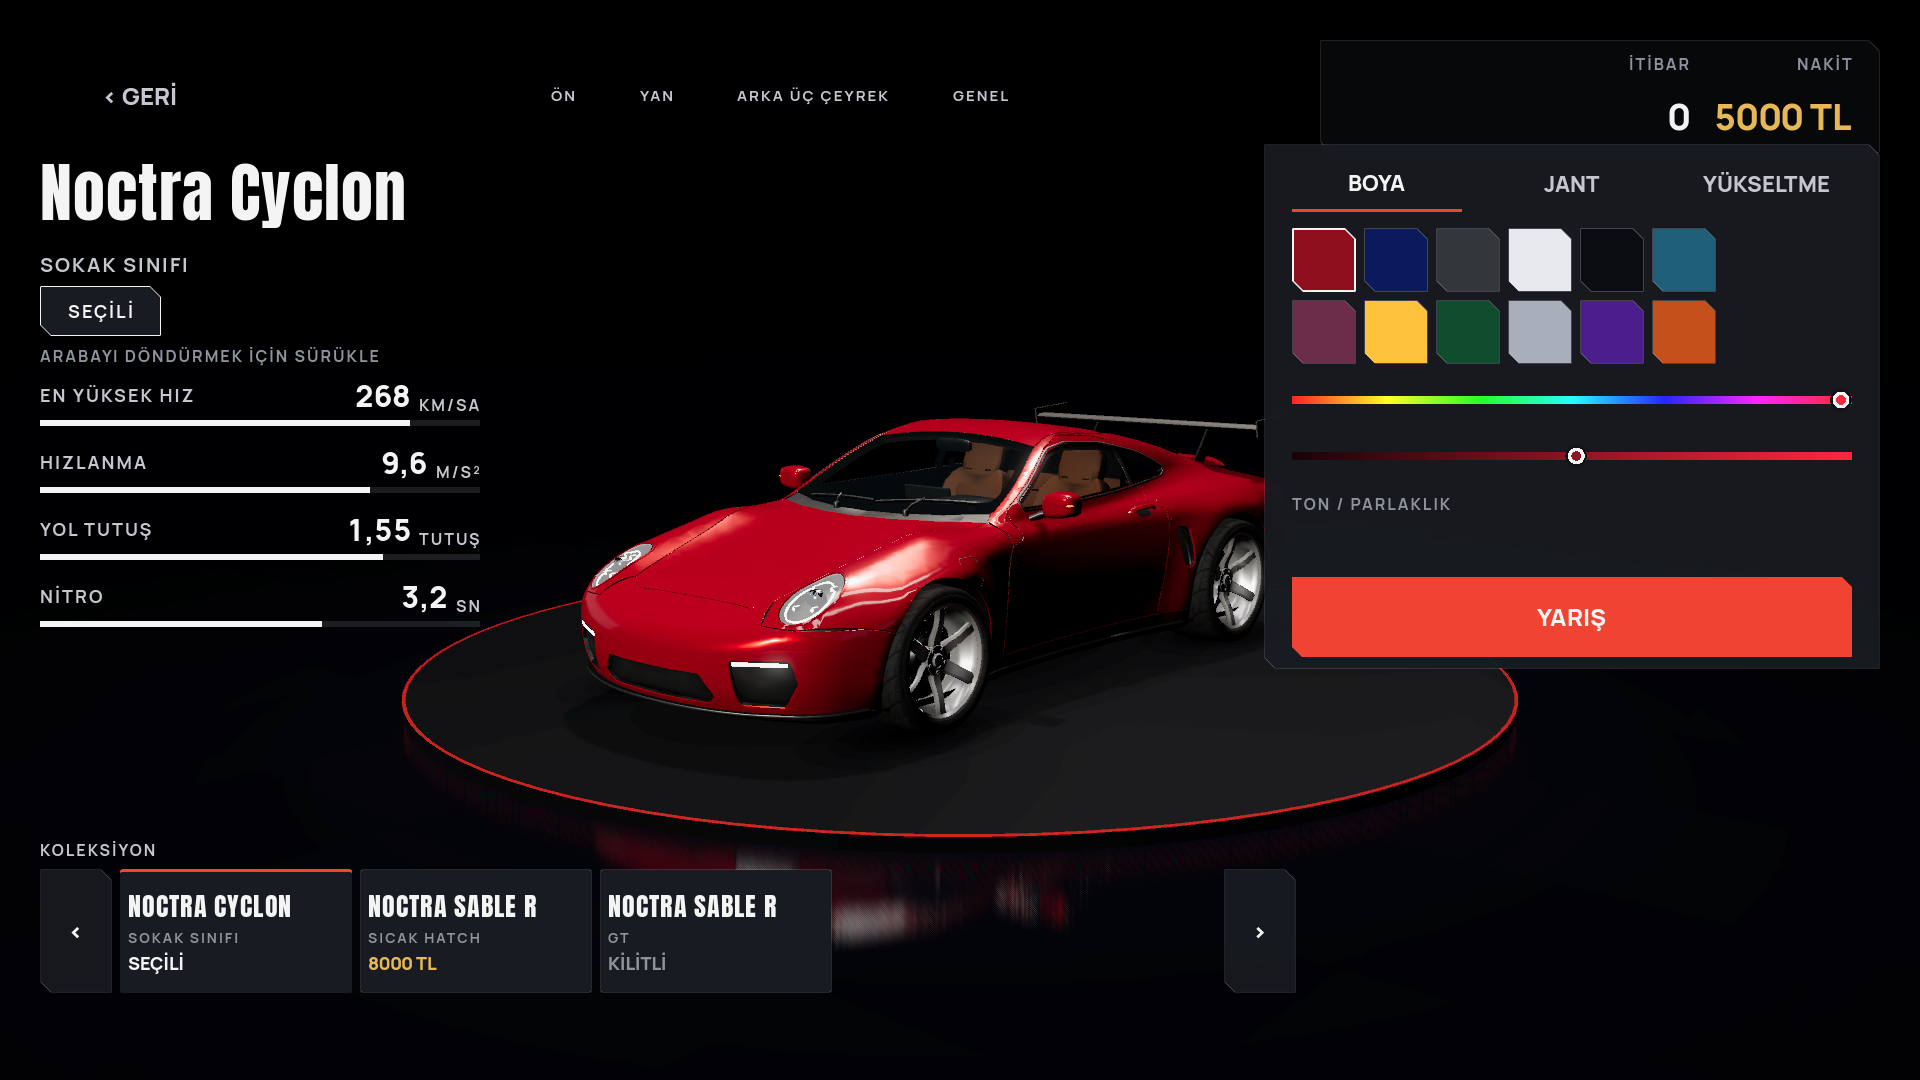 ‹ GERİ
ÖN
YAN
ARKA ÜÇ ÇEYREK
GENEL
İTİBAR
NAKİT
0
5000 TL
Noctra Cyclon
SOKAK SINIFI
SEÇİLİ
ARABAYI DÖNDÜRMEK İÇİN SÜRÜKLE
EN YÜKSEK HIZ
268 KM/SA
HIZLANMA
9,6 M/S²
YOL TUTUŞ
1,55 TUTUŞ
NİTRO
3,2 SN
BOYA
JANT
YÜKSELTME
TON / PARLAKLIK
YARIŞ
KOLEKSİYON
‹
NOCTRA CYCLON
SOKAK SINIFI
SEÇİLİ
NOCTRA SABLE R
SICAK HATCH
8000 TL
NOCTRA SABLE R
GT
KİLİTLİ
›